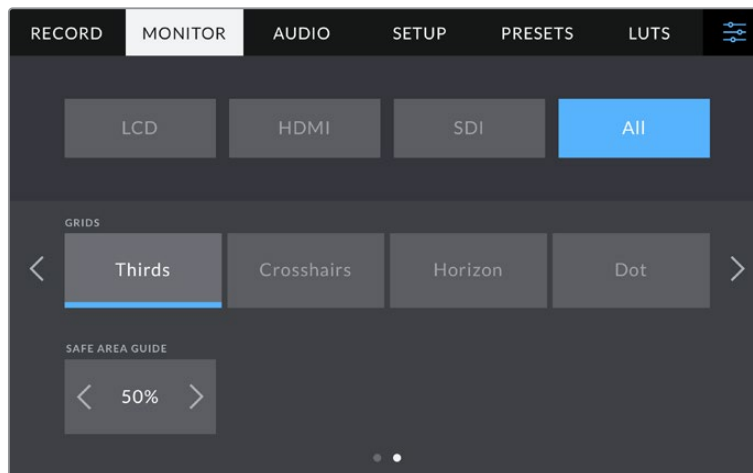 RECORD MONITOR AUDIO SETUP PRESETS LUTS
LCD HDMI SDI All
GRIDS
Thirds Crosshairs Horizon Dot
SAFE AREA GUIDE
50%